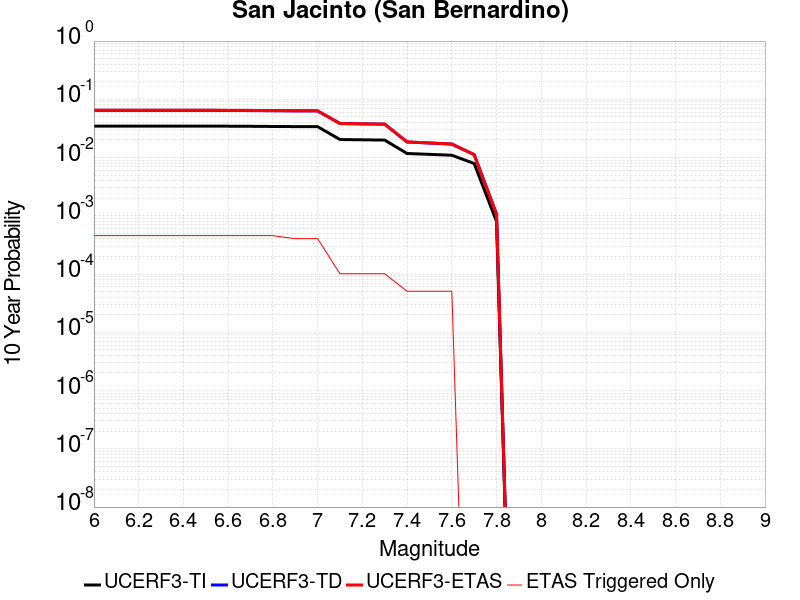 San Jacinto (San Bernardino)
10^0
10^-1
10^-2
10^-3
10^-4
10^-5
10^-6
10^-7
10^-8
10 Year Probability
6 6.2 6.4 6.6 6.8 7 7.2 7.4 7.6 7.8 8 8.2 8.4 8.6 8.8 9
Magnitude
UCERF3-TI UCERF3-TD UCERF3-ETAS ETAS Triggered Only